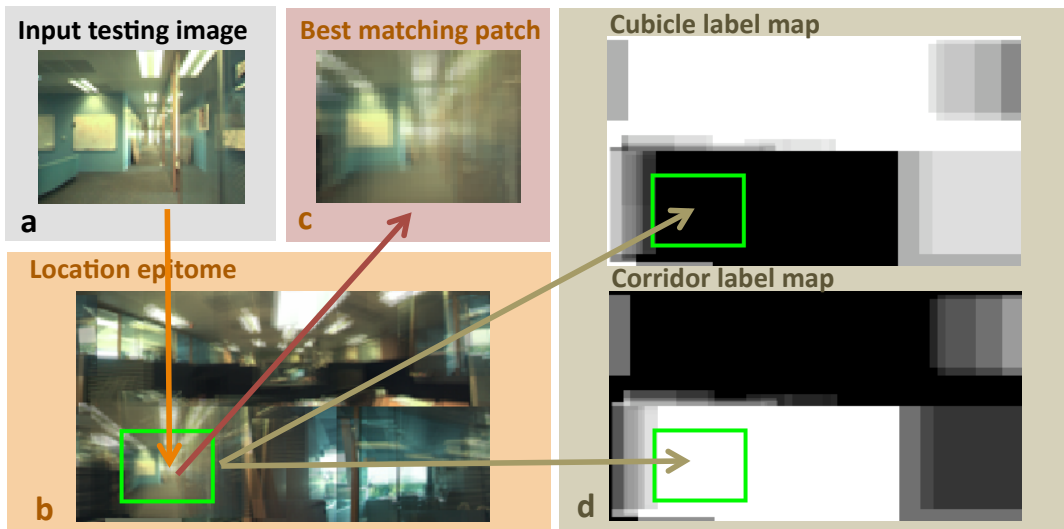 Input testing image
a
Best matching patch
c
Location epitome
b
Cubicle label map
Corridor label map
d